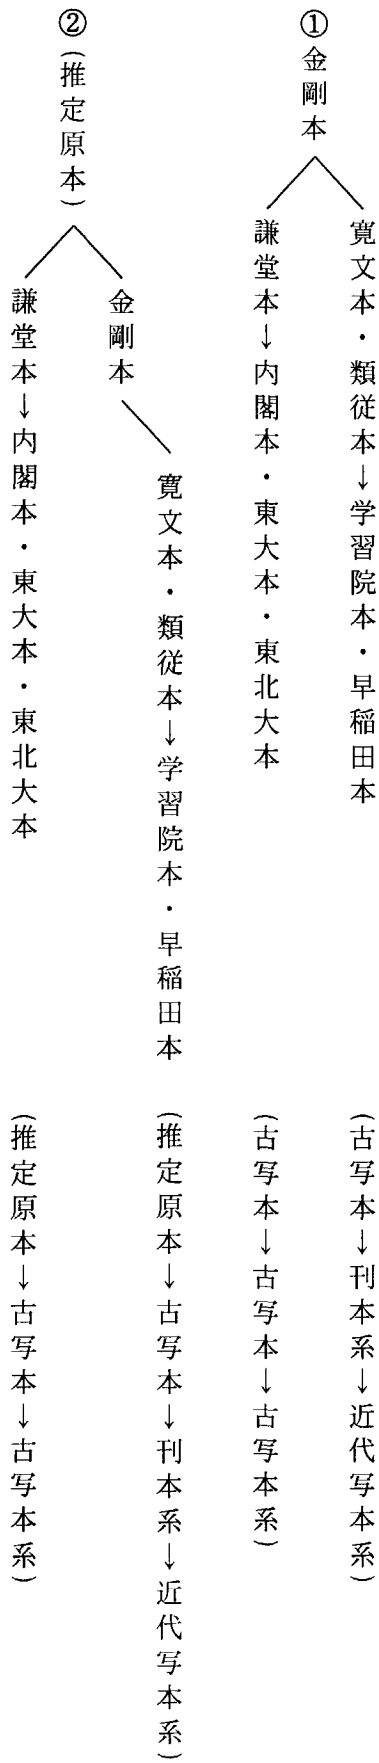 ①金剛本
寛文本・類従本→学習院本・早稲田本　（古写本→刊本系→近代写本系）
謙堂本→内閣本・東大本・東北大本　（古写本→古写本→古写本系）
②（推定原本）
金剛本
寛文本・類従本→学習院本・早稲田本　（推定原本→古写本→刊本系→近代写本系）
謙堂本→内閣本・東大本・東北大本　（推定原本→古写本→古写本系）